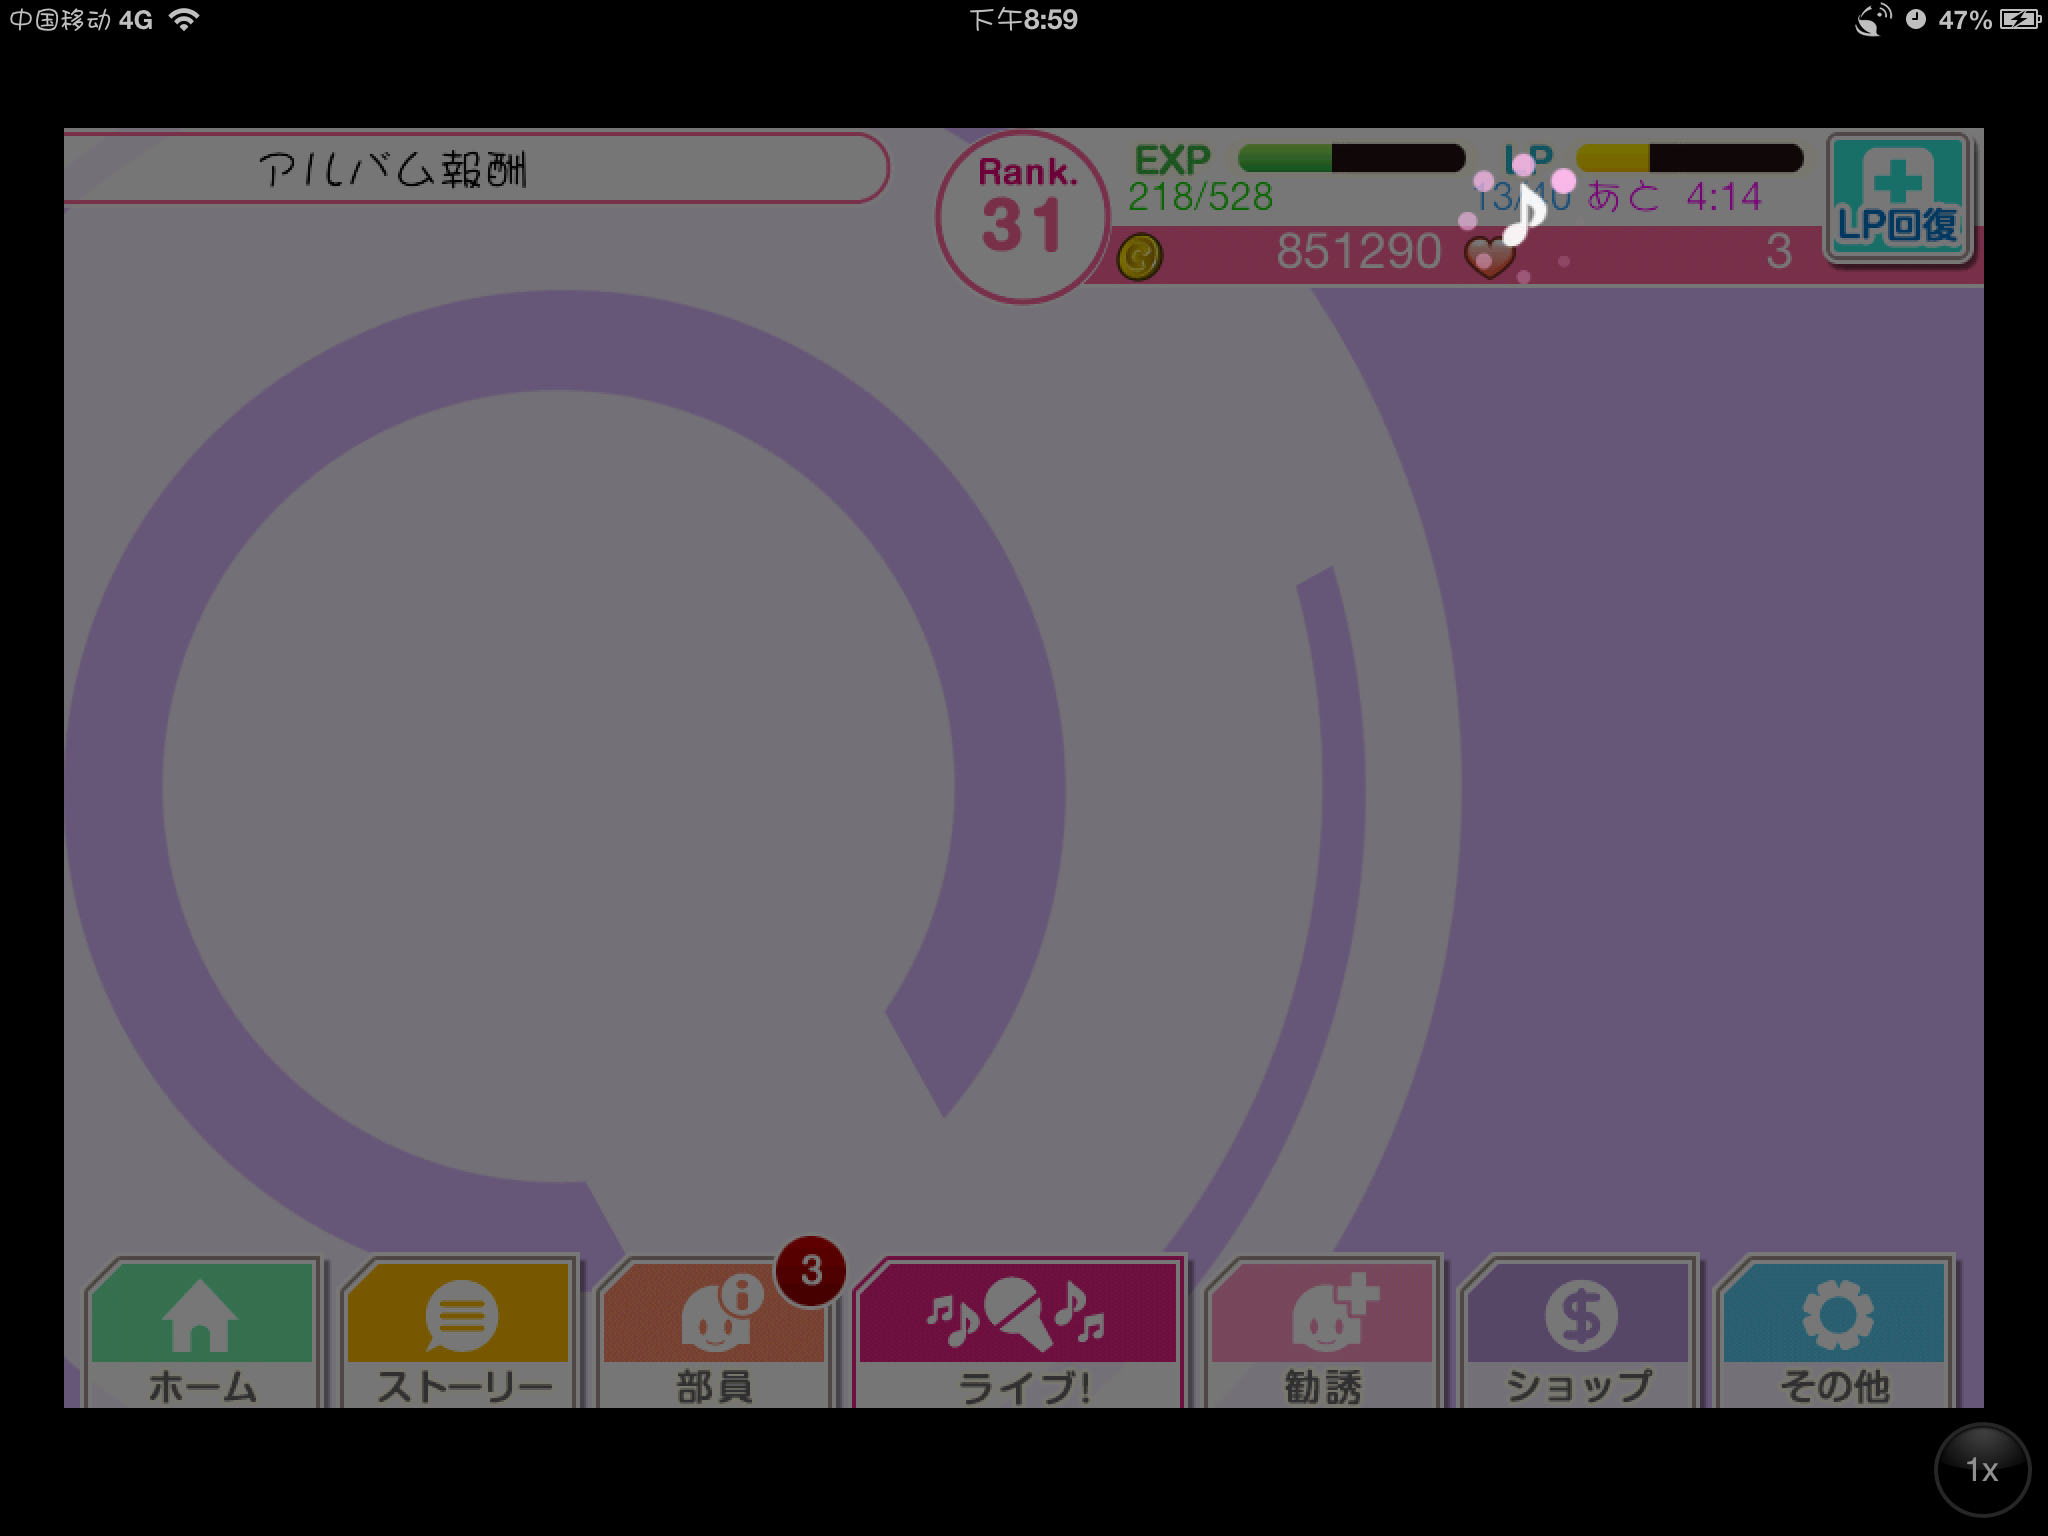 中国移动 4G 下午8:59 47%
アルバム報酬
Rank.
31
EXP
218/528
LP
13/40 あと 4:14
851290
3
LP回復
3
ホーム
ストーリー
部員
ライブ!
勧誘
ショップ
その他
1x